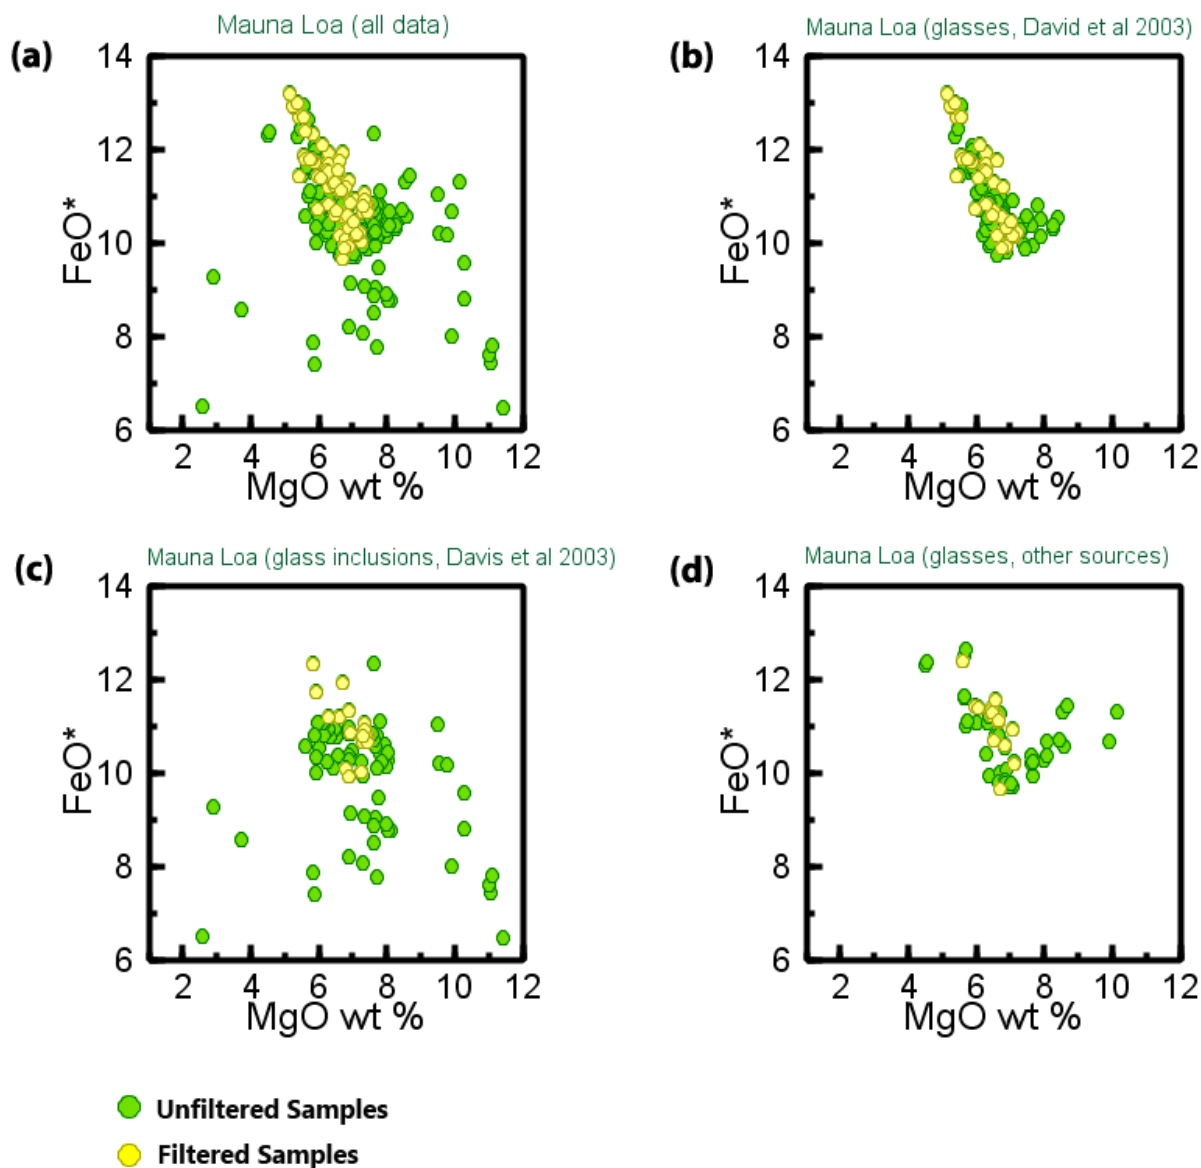 Mauna Loa (all data)
(a)
14
12
10
8
6
FeO*
2 4 6 8 10 12
MgO wt %
Mauna Loa (glasses, David et al 2003)
(b)
14
12
10
8
6
FeO*
2 4 6 8 10 12
MgO wt %
Mauna Loa (glass inclusions, Davis et al 2003)
(c)
14
12
10
8
6
FeO*
2 4 6 8 10 12
MgO wt %
Mauna Loa (glasses, other sources)
(d)
14
12
10
8
6
FeO*
2 4 6 8 10 12
MgO wt %
Unfiltered Samples
Filtered Samples